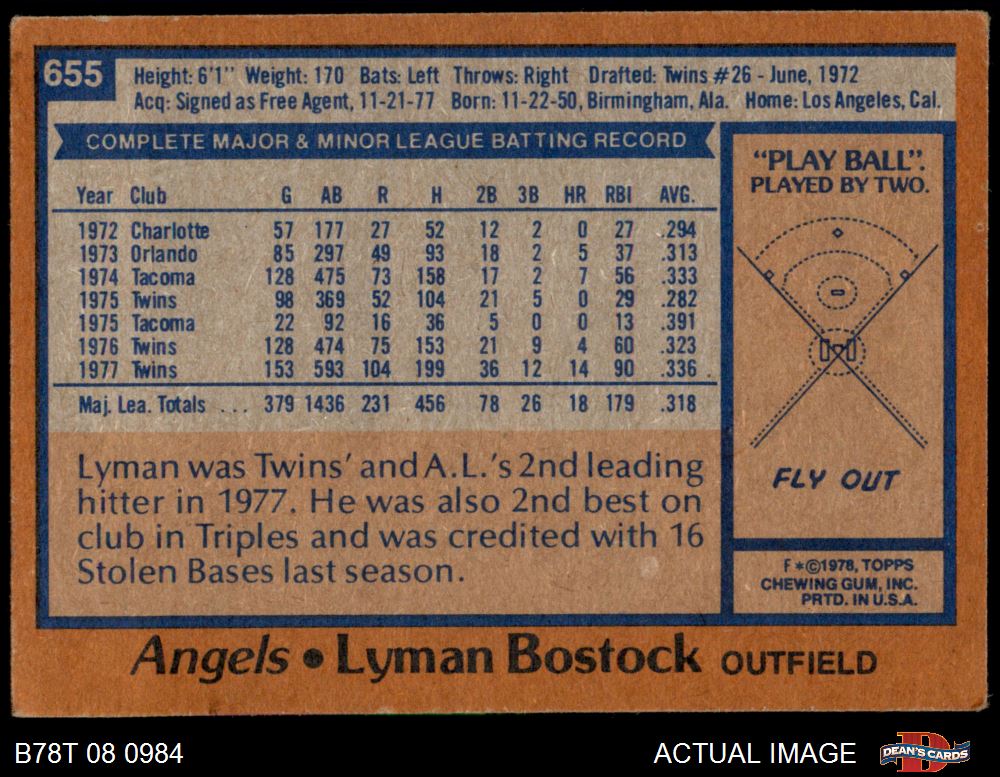 655
Height: 6'1" Weight: 170 Bats: Left Throws: Right Drafted: Twins #26 - June, 1972
Acq: Signed as Free Agent, 11-21-77 Born: 11-22-50, Birmingham, Ala. Home: Los Angeles, Cal.
COMPLETE MAJOR & MINOR LEAGUE BATTING RECORD
Year Club G AB R H 2B 3B HR RBI AVG.
1972 Charlotte 57 177 27 52 12 2 0 27 .294
1973 Orlando 85 297 49 93 18 2 5 37 .313
1974 Tacoma 128 475 73 158 17 2 7 56 .333
1975 Twins 98 369 52 104 21 5 0 29 .282
1975 Tacoma 22 92 16 36 5 0 0 13 .391
1976 Twins 128 474 75 153 21 9 4 60 .323
1977 Twins 153 593 104 199 36 12 14 90 .336
Maj. Lea. Totals ... 379 1436 231 456 78 26 18 179 .318
Lyman was Twins' and A.L.'s 2nd leading
hitter in 1977. He was also 2nd best on
club in Triples and was credited with 16
Stolen Bases last season.
"PLAY BALL".
PLAYED BY TWO.
FLY OUT
F*©1978, TOPPS
CHEWING GUM, INC.
PRTD. IN U.S.A.
Angels • Lyman Bostock OUTFIELD
B78T 08 0984
ACTUAL IMAGE
D
DEAN'S CARDS